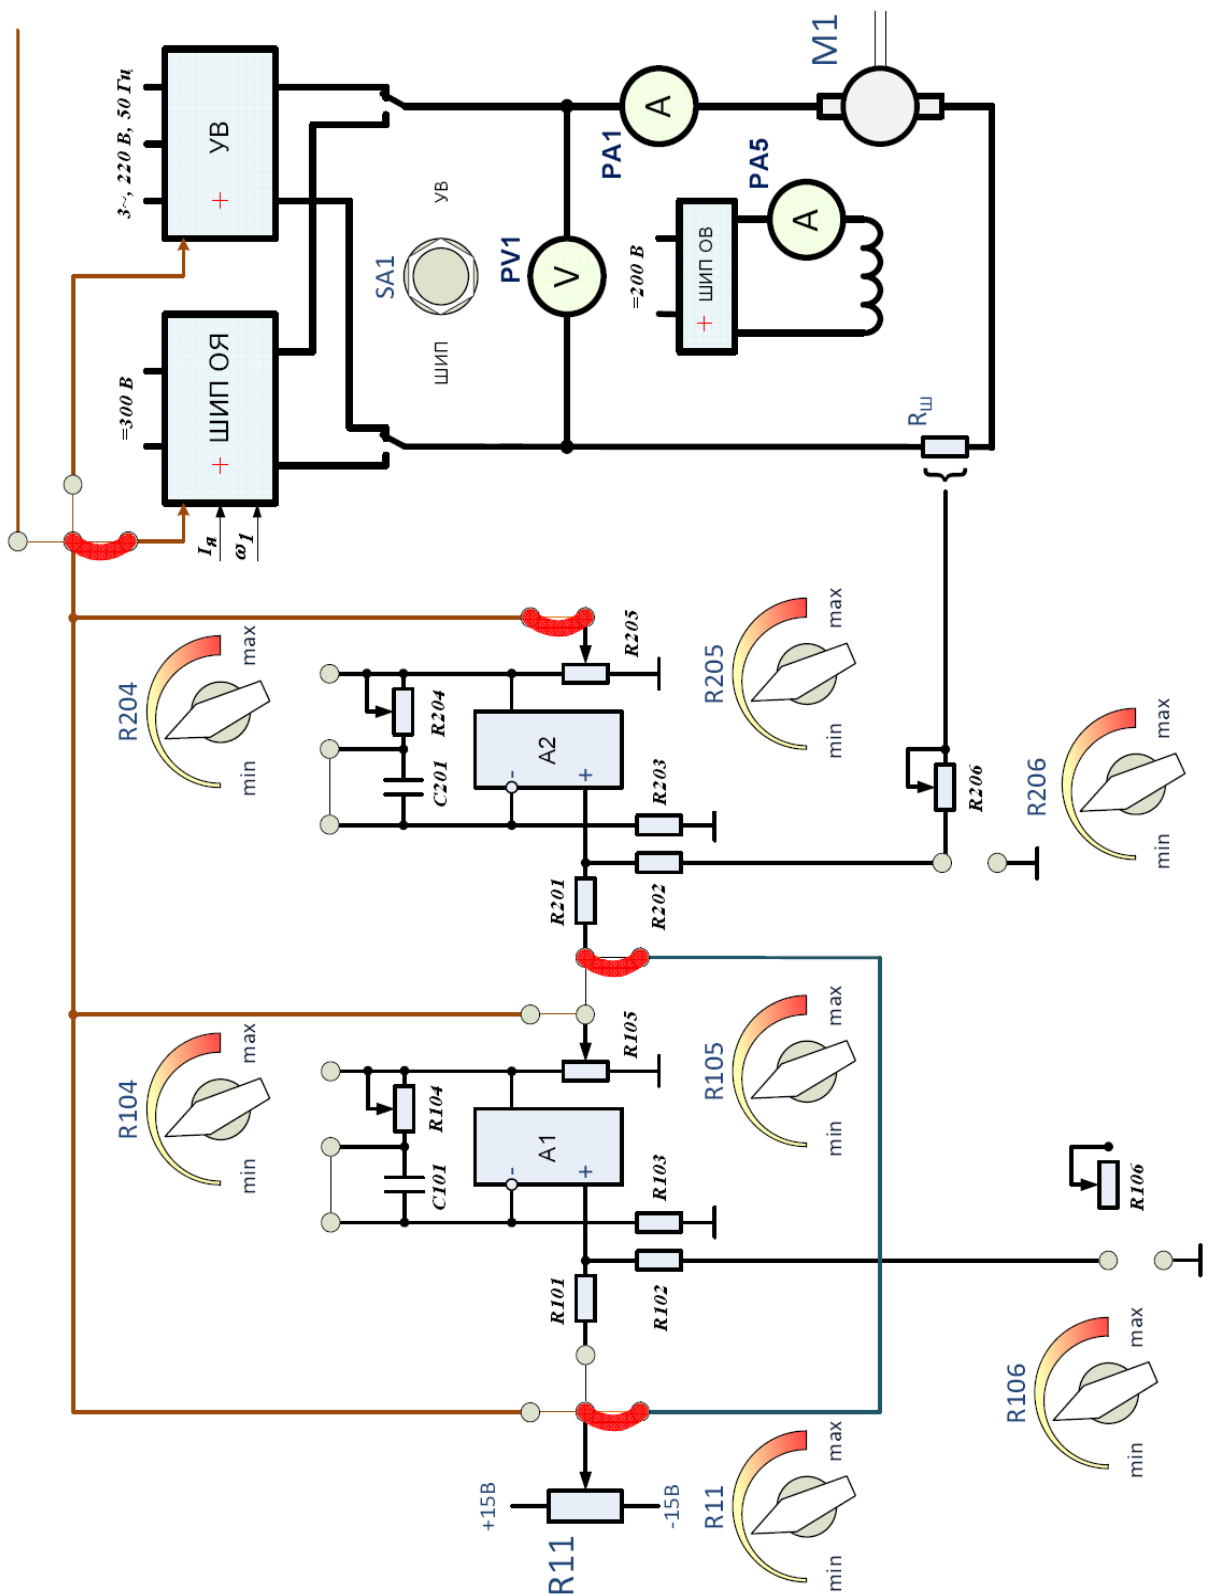 R11
+15В
-15В
R11
min
max
R101
R102
R103
C101
R104
A1
-
+
R105
R104
min
max
R105
min
max
R106
min
max
R106
R201
R202
R203
C201
R204
A2
-
+
R205
R204
min
max
R205
min
max
R206
R206
min
max
Iя
ω1
=300 В
+ ШИП ОЯ
3~, 220 В, 50 Гц
+ УВ
SA1
ШИП
УВ
PV1
V
PA1
A
=200 В
+ ШИП ОВ
PA5
A
RШ
M1